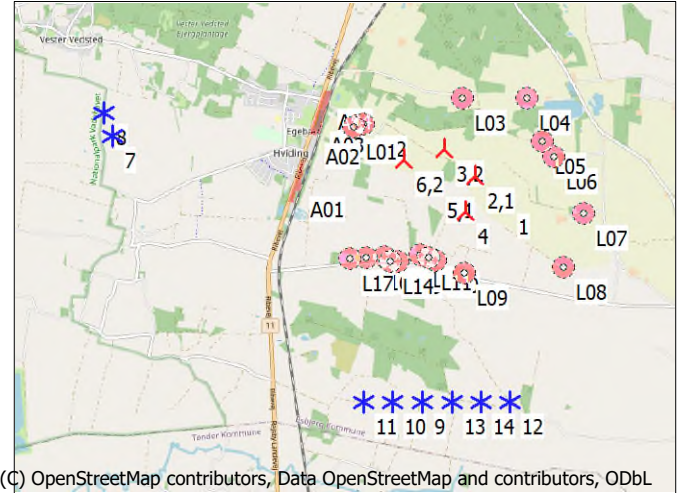 Vester Vedsted
Vester Vedsted
Ejerplantage
L03
L04
Egebæk
L012
A02
Hviding
L05
L06
8
7
6,2
3,2
2,1
5,1
1
4
A01
L07
L17
L14
L11
L09
L08
11
11
10
9
13
14
12
Esbjerg Kommune
Tønder Kommune
(C) OpenStreetMap contributors, Data OpenStreetMap and contributors, ODbL